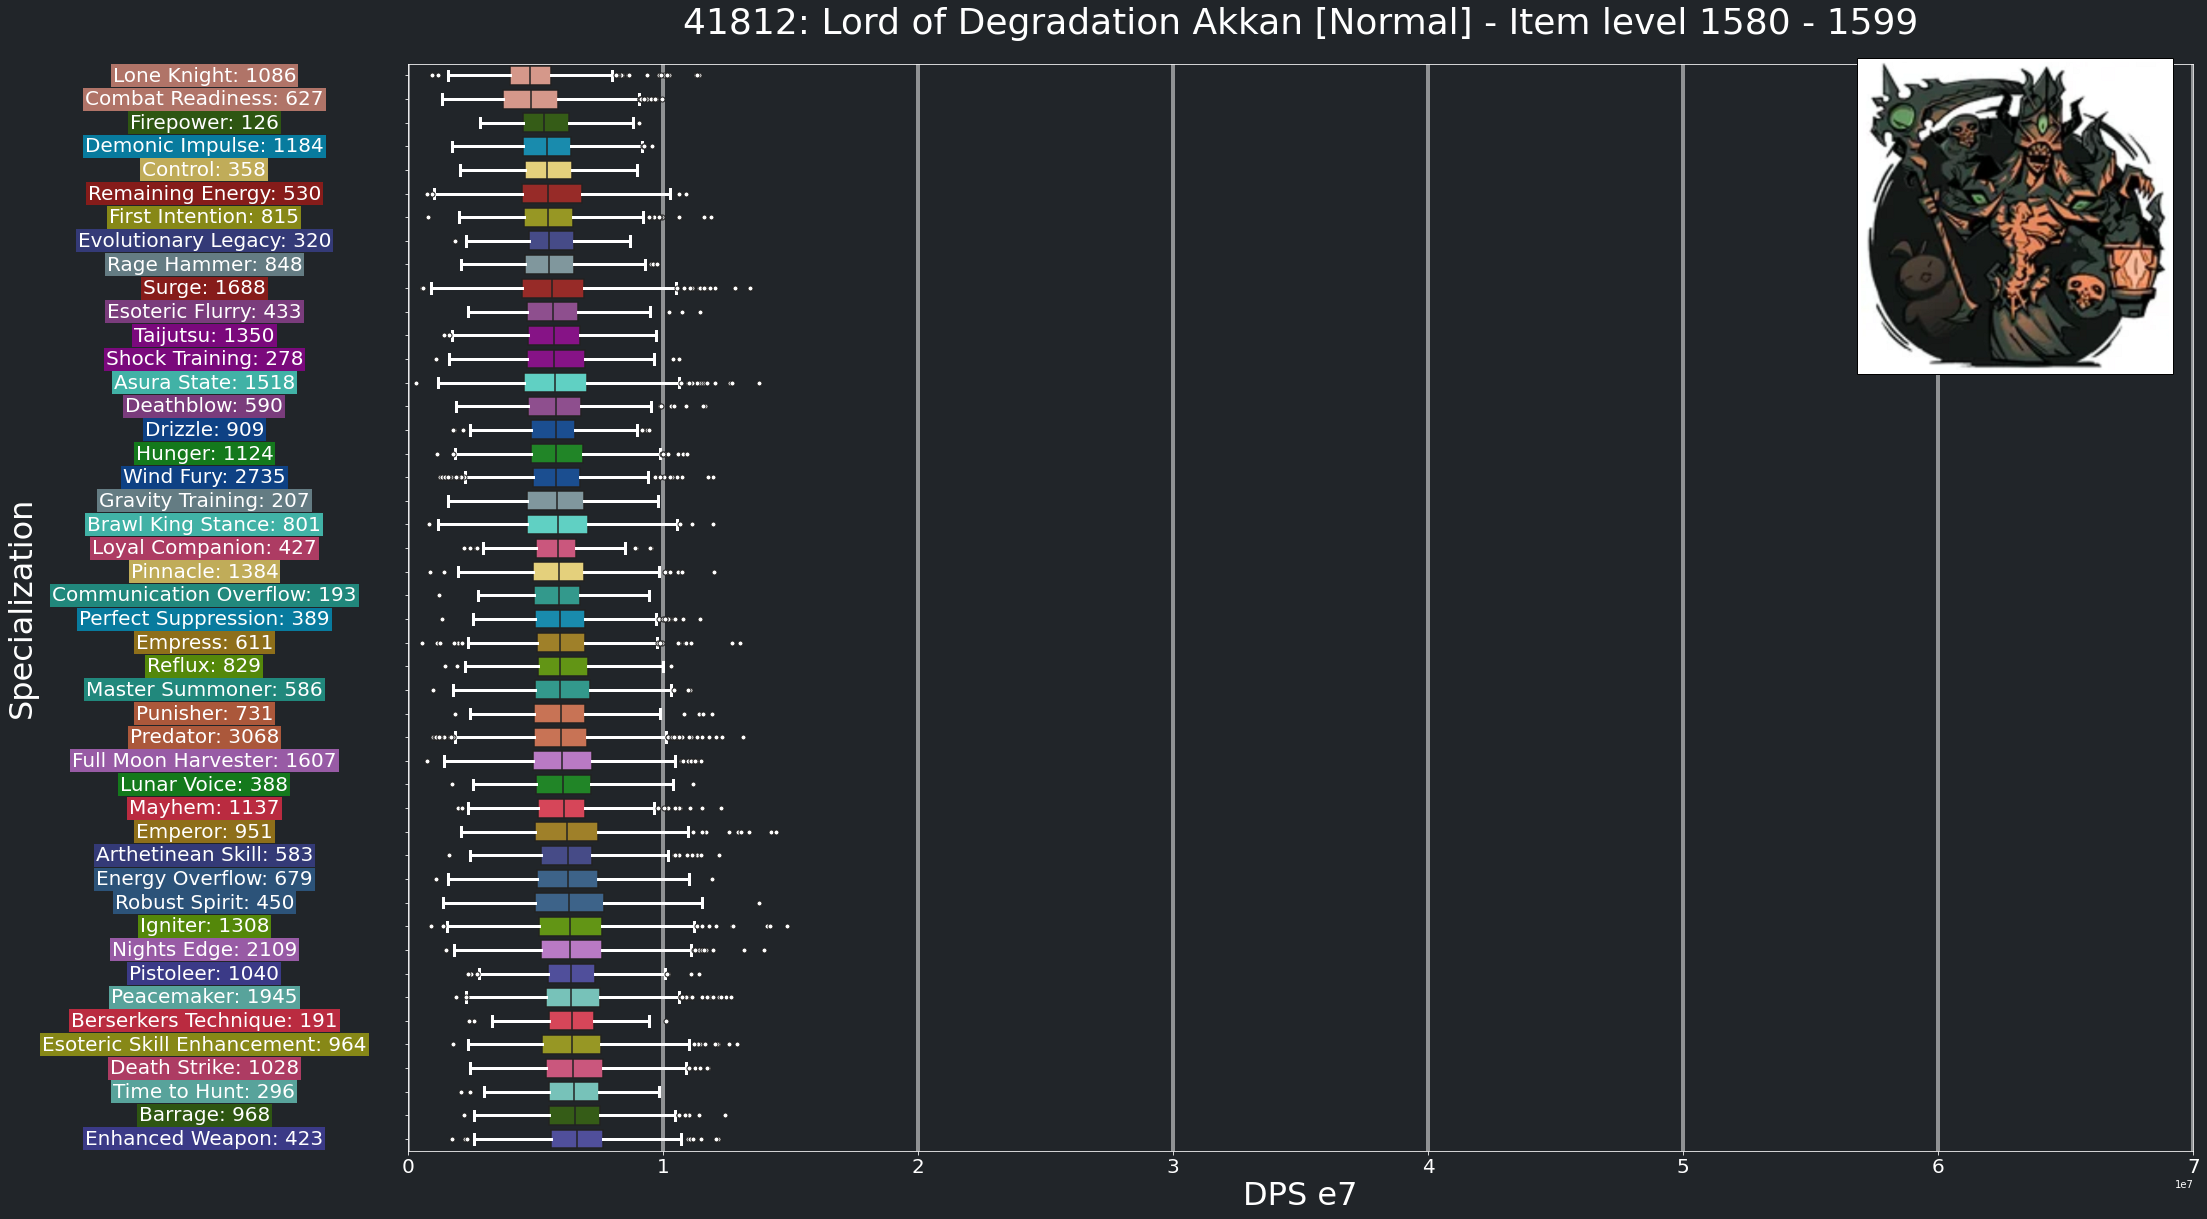 41812: Lord of Degradation Akkan [Normal] - Item level 1580 - 1599
Specialization
Lone Knight: 1086
Combat Readiness: 627
Firepower: 126
Demonic Impulse: 1184
Control: 358
Remaining Energy: 530
First Intention: 815
Evolutionary Legacy: 320
Rage Hammer: 848
Surge: 1688
Esoteric Flurry: 433
Taijutsu: 1350
Shock Training: 278
Asura State: 1518
Deathblow: 590
Drizzle: 909
Hunger: 1124
Wind Fury: 2735
Gravity Training: 207
Brawl King Stance: 801
Loyal Companion: 427
Pinnacle: 1384
Communication Overflow: 193
Perfect Suppression: 389
Empress: 611
Reflux: 829
Master Summoner: 586
Punisher: 731
Predator: 3068
Full Moon Harvester: 1607
Lunar Voice: 388
Mayhem: 1137
Emperor: 951
Arthetinean Skill: 583
Energy Overflow: 679
Robust Spirit: 450
Igniter: 1308
Nights Edge: 2109
Pistoleer: 1040
Peacemaker: 1945
Berserkers Technique: 191
Esoteric Skill Enhancement: 964
Death Strike: 1028
Time to Hunt: 296
Barrage: 968
Enhanced Weapon: 423
0 1 2 3 4 5 6 7
1e7
DPS e7